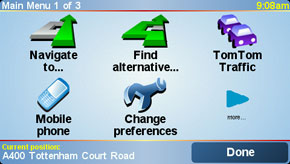 Main Menu 1 of 3
9:08am
Navigate
to...
Find
alternative...
TomTom
Traffic
Mobile
phone
Change
preferences
more...
Current position:
A400 Tottenham Court Road
Done